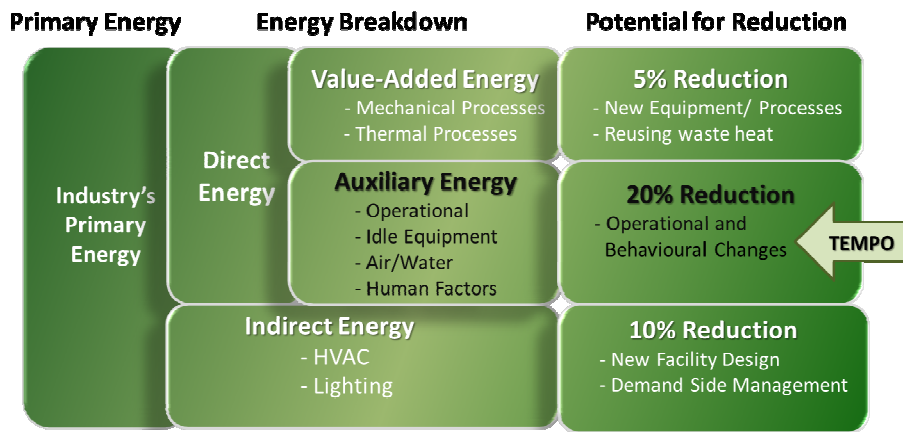 Primary Energy
Energy Breakdown
Potential for Reduction
Industry's
Primary
Energy
Direct
Energy
Value-Added Energy
- Mechanical Processes
- Thermal Processes
5% Reduction
- New Equipment/ Processes
- Reusing waste heat
Auxiliary Energy
- Operational
- Idle Equipment
- Air/Water
- Human Factors
20% Reduction
- Operational and
Behavioural Changes
TEMPO
Indirect Energy
- HVAC
- Lighting
10% Reduction
- New Facility Design
- Demand Side Management